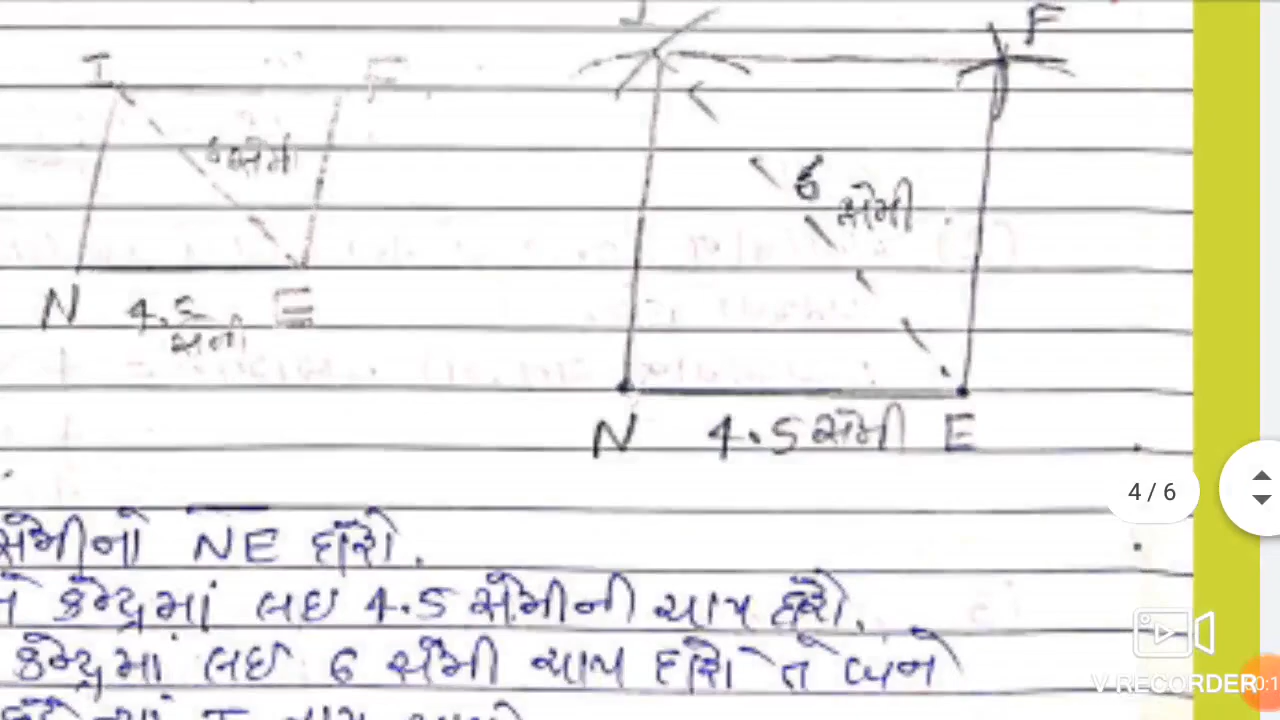 I F
6 સેમી
N 4.5 સેમી E
F
6 સેમી
N 4.5 સેમી E
સેમીનો NE દોરો.
કેન્દ્રમાં લઇ 4.5 સેમીની ચાપ દોરો.
કેન્દ્રમાં લઇ 6 સેમી ચાપ દોરો તે બંને
4 / 6
V RECORDER